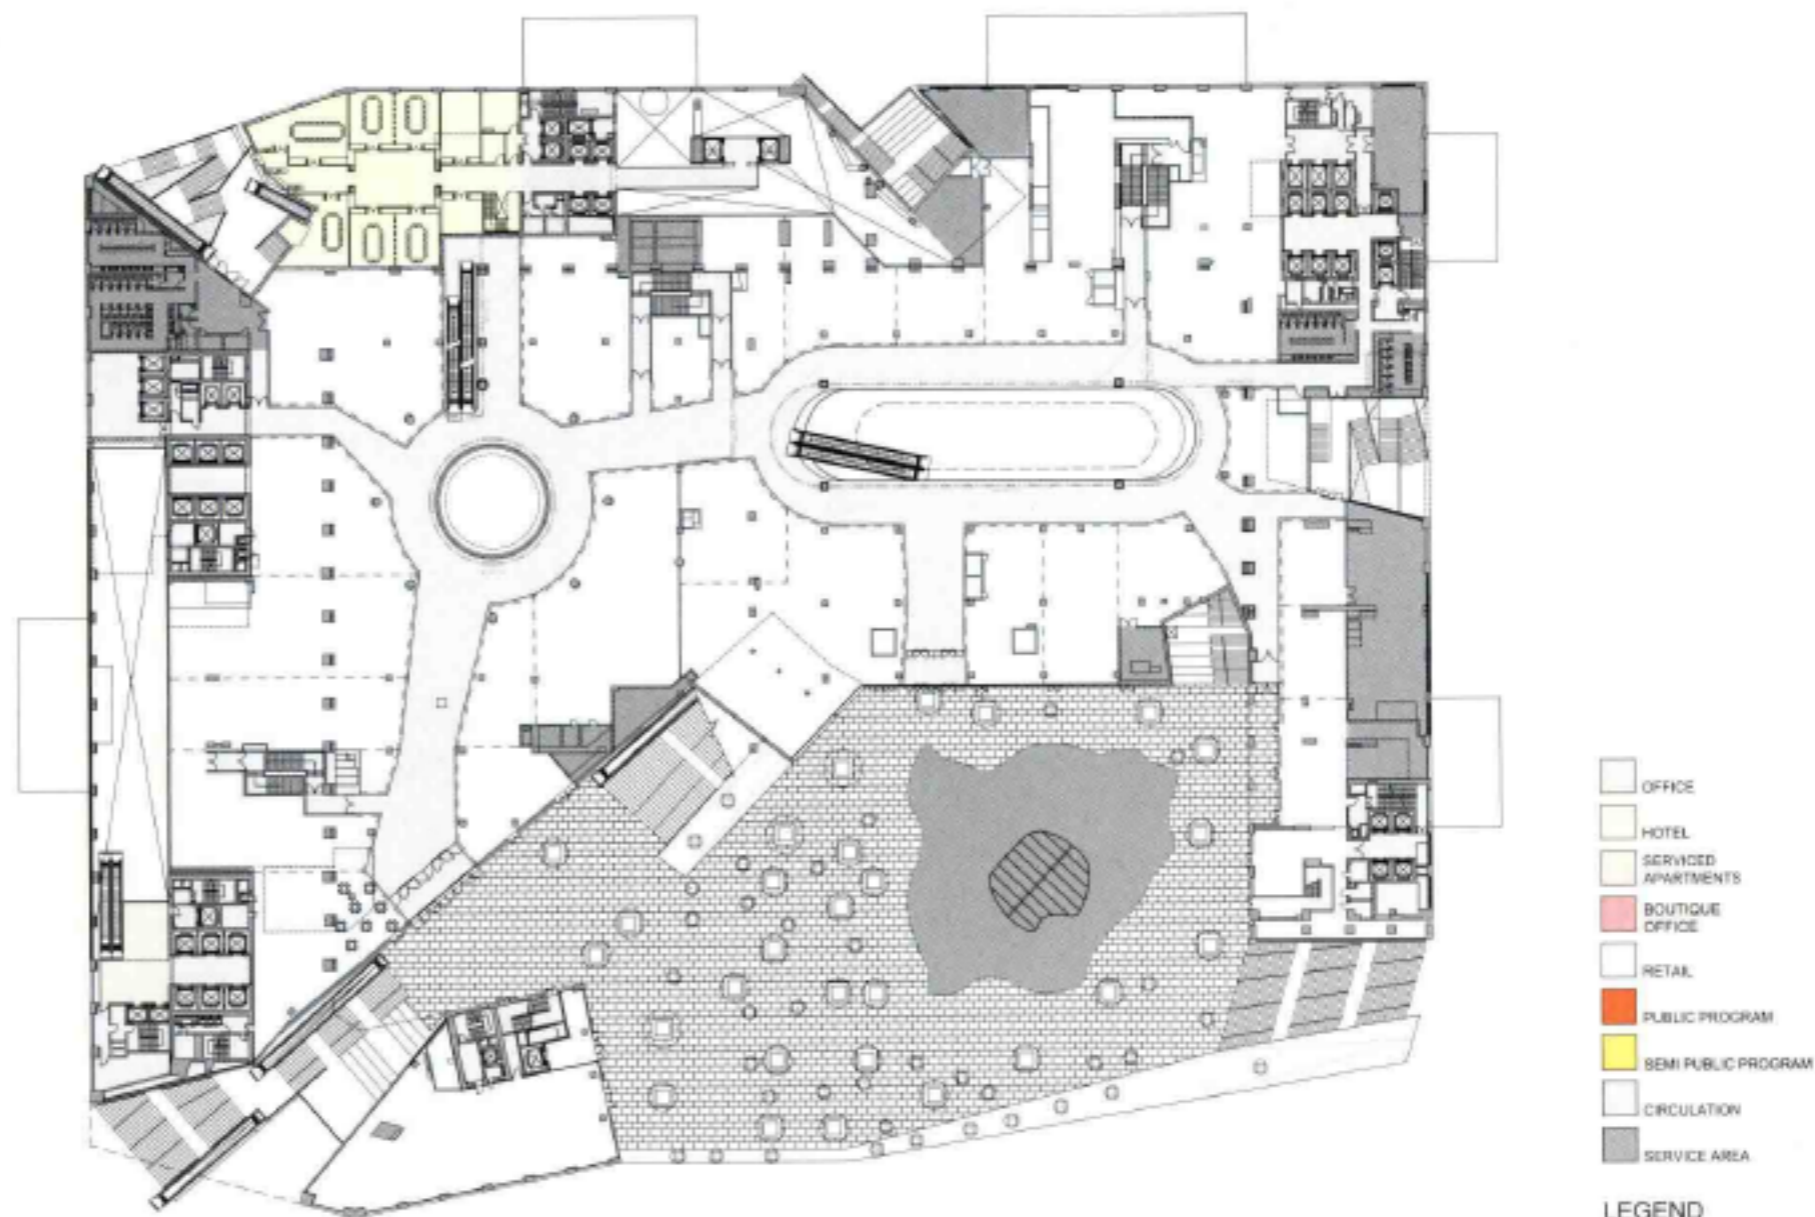 OFFICE
HOTEL
SERVICED
APARTMENTS
BOUTIQUE
OFFICE
RETAIL
PUBLIC PROGRAM
SEMI PUBLIC PROGRAM
CIRCULATION
SERVICE AREA
LEGEND